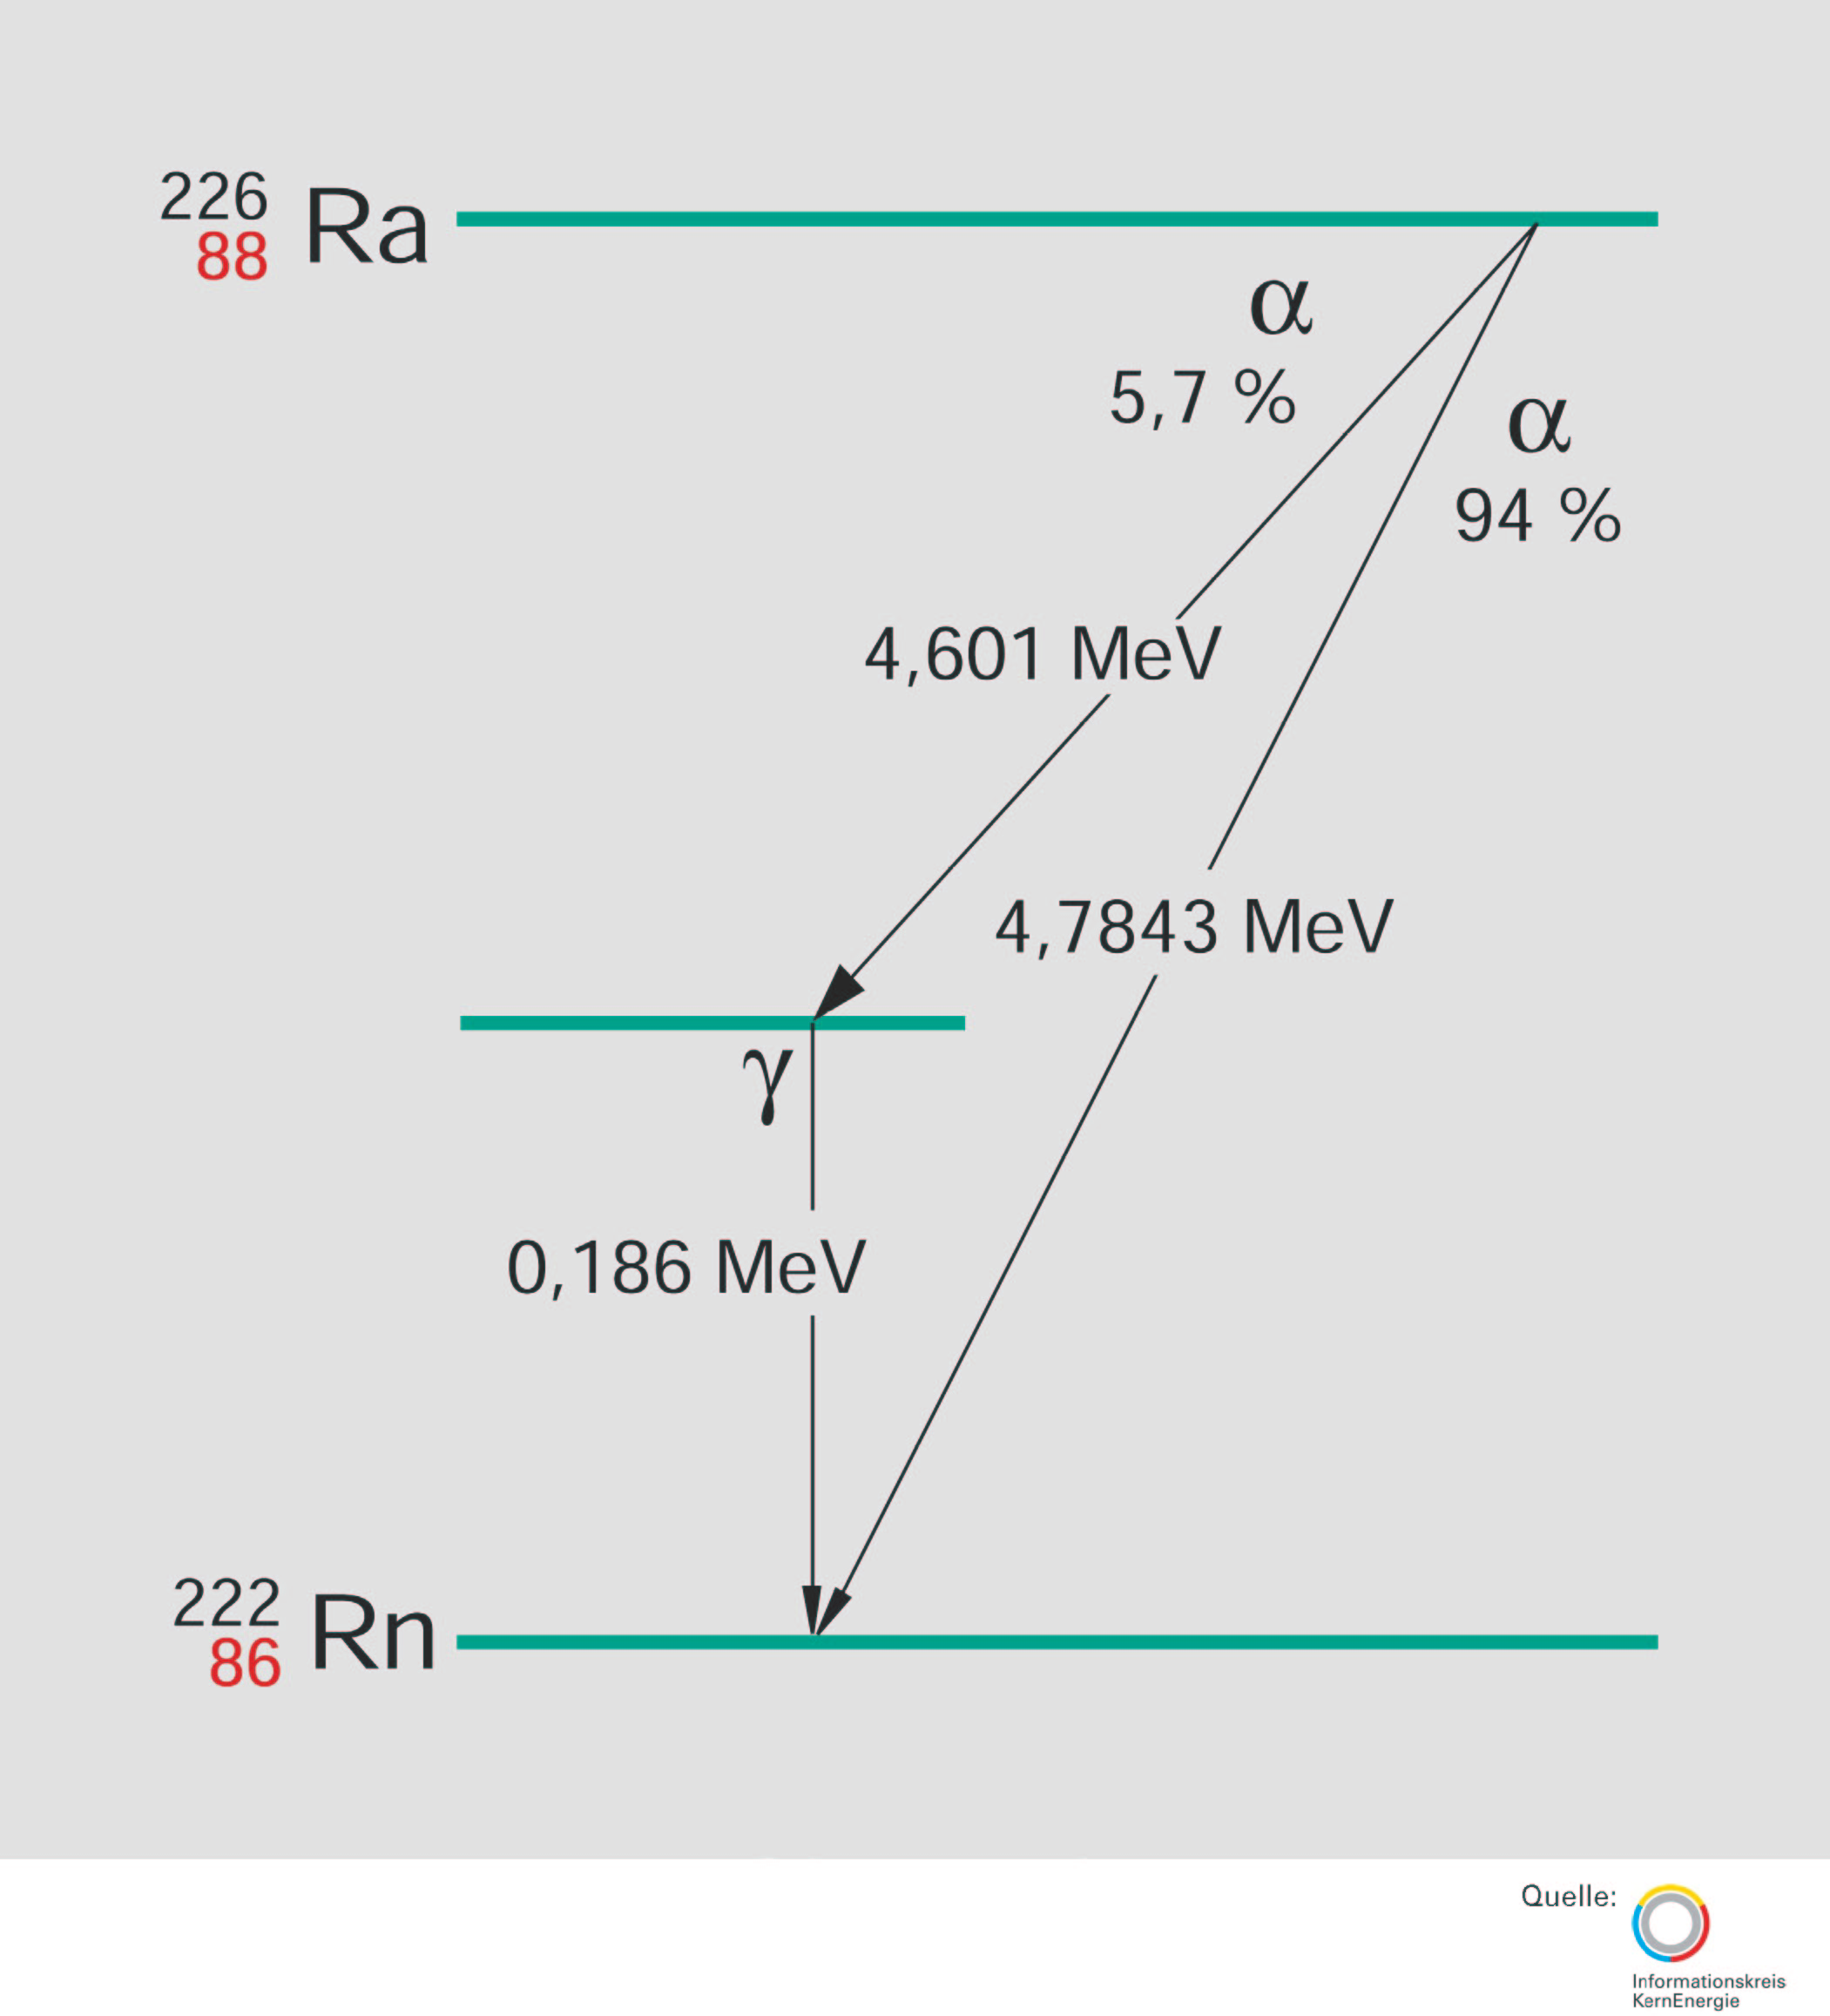 226
88 Ra
α
5,7 %
α
94 %
4,601 MeV
4,7843 MeV
γ
0,186 MeV
222
86 Rn
Quelle:
Informationskreis
KernEnergie